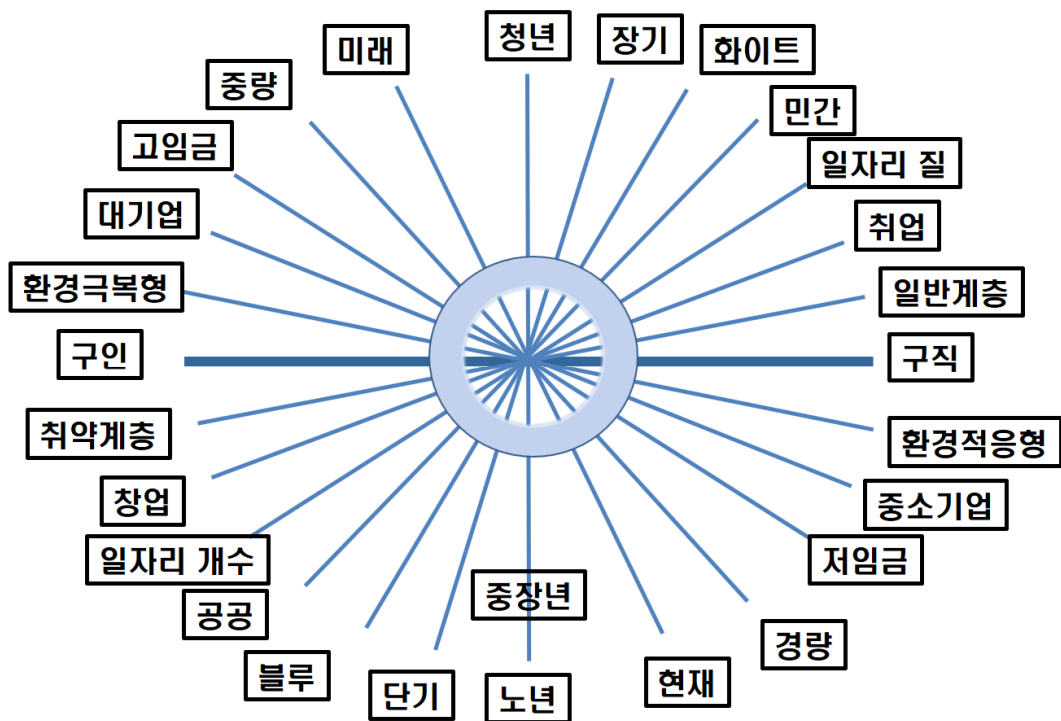 청년
장기
미래
화이트
중량
민간
고임금
일자리 질
대기업
취업
환경극복형
일반계층
구인
구직
취약계층
환경적응형
창업
중소기업
일자리 개수
저임금
중장년
공공
경량
블루
현재
단기
노년